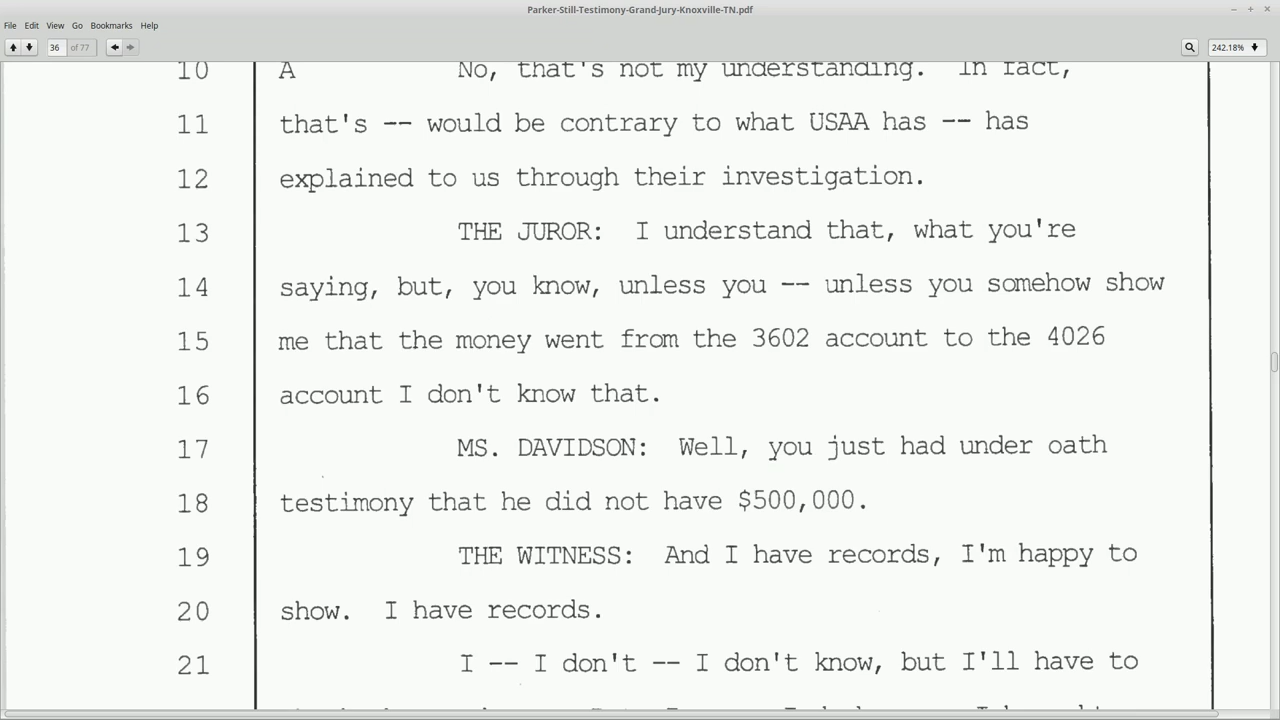 Parker-Still-Testimony-Grand-Jury-Knoxville-TN.pdf
File Edit View Go Bookmarks Help
36 of 77 242.18%
10 A No, that's not my understanding. In fact,
11 that's -- would be contrary to what USAA has -- has
12 explained to us through their investigation.
13 THE JUROR: I understand that, what you're
14 saying, but, you know, unless you -- unless you somehow show
15 me that the money went from the 3602 account to the 4026
16 account I don't know that.
17 MS. DAVIDSON: Well, you just had under oath
18 testimony that he did not have $500,000.
19 THE WITNESS: And I have records, I'm happy to
20 show. I have records.
21 I -- I don't -- I don't know, but I'll have to